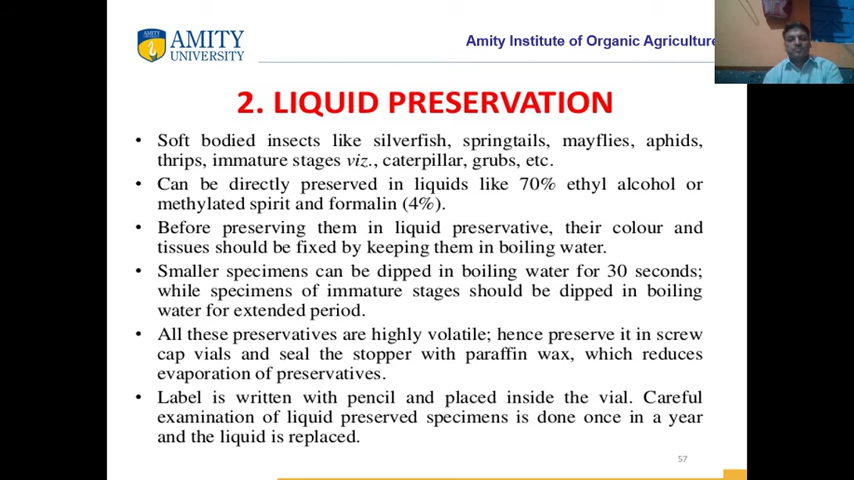 AMITY
UNIVERSITY
Amity Institute of Organic Agriculture
2. LIQUID PRESERVATION
• Soft bodied insects like silverfish, springtails, mayflies, aphids,
thrips, immature stages viz., caterpillar, grubs, etc.
• Can be directly preserved in liquids like 70% ethyl alcohol or
methylated spirit and formalin (4%).
• Before preserving them in liquid preservative, their colour and
tissues should be fixed by keeping them in boiling water.
• Smaller specimens can be dipped in boiling water for 30 seconds;
while specimens of immature stages should be dipped in boiling
water for extended period.
• All these preservatives are highly volatile; hence preserve it in screw
cap vials and seal the stopper with paraffin wax, which reduces
evaporation of preservatives.
• Label is written with pencil and placed inside the vial. Careful
examination of liquid preserved specimens is done once in a year
and the liquid is replaced.
57